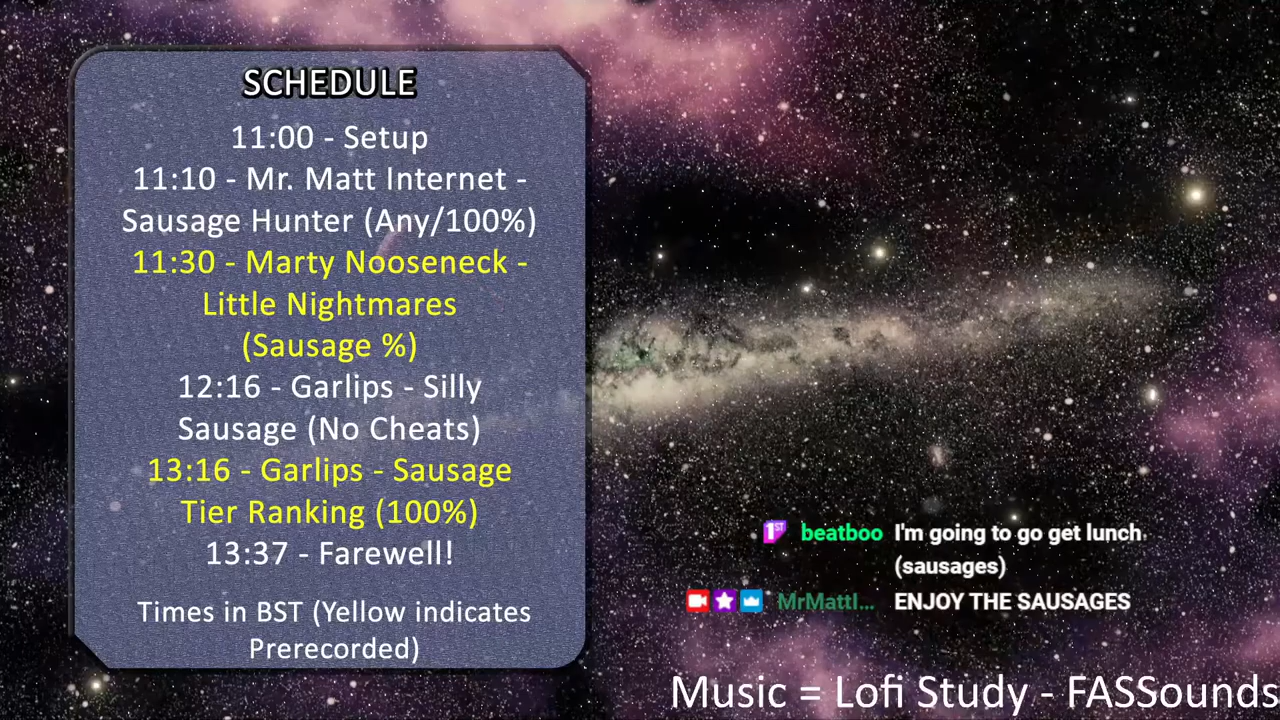 SCHEDULE
11:00 - Setup
11:10 - Mr. Matt Internet -
Sausage Hunter (Any/100%)
11:30 - Marty Nooseneck -
Little Nightmares
(Sausage %)
12:16 - Garlips - Silly
Sausage (No Cheats)
13:16 - Garlips - Sausage
Tier Ranking (100%)
13:37 - Farewell!
Times in BST (Yellow indicates
Prerecorded)
1ST beatboo I'm going to go get lunch
(sausages)
MrMattI... ENJOY THE SAUSAGES
Music = Lofi Study - FASSounds